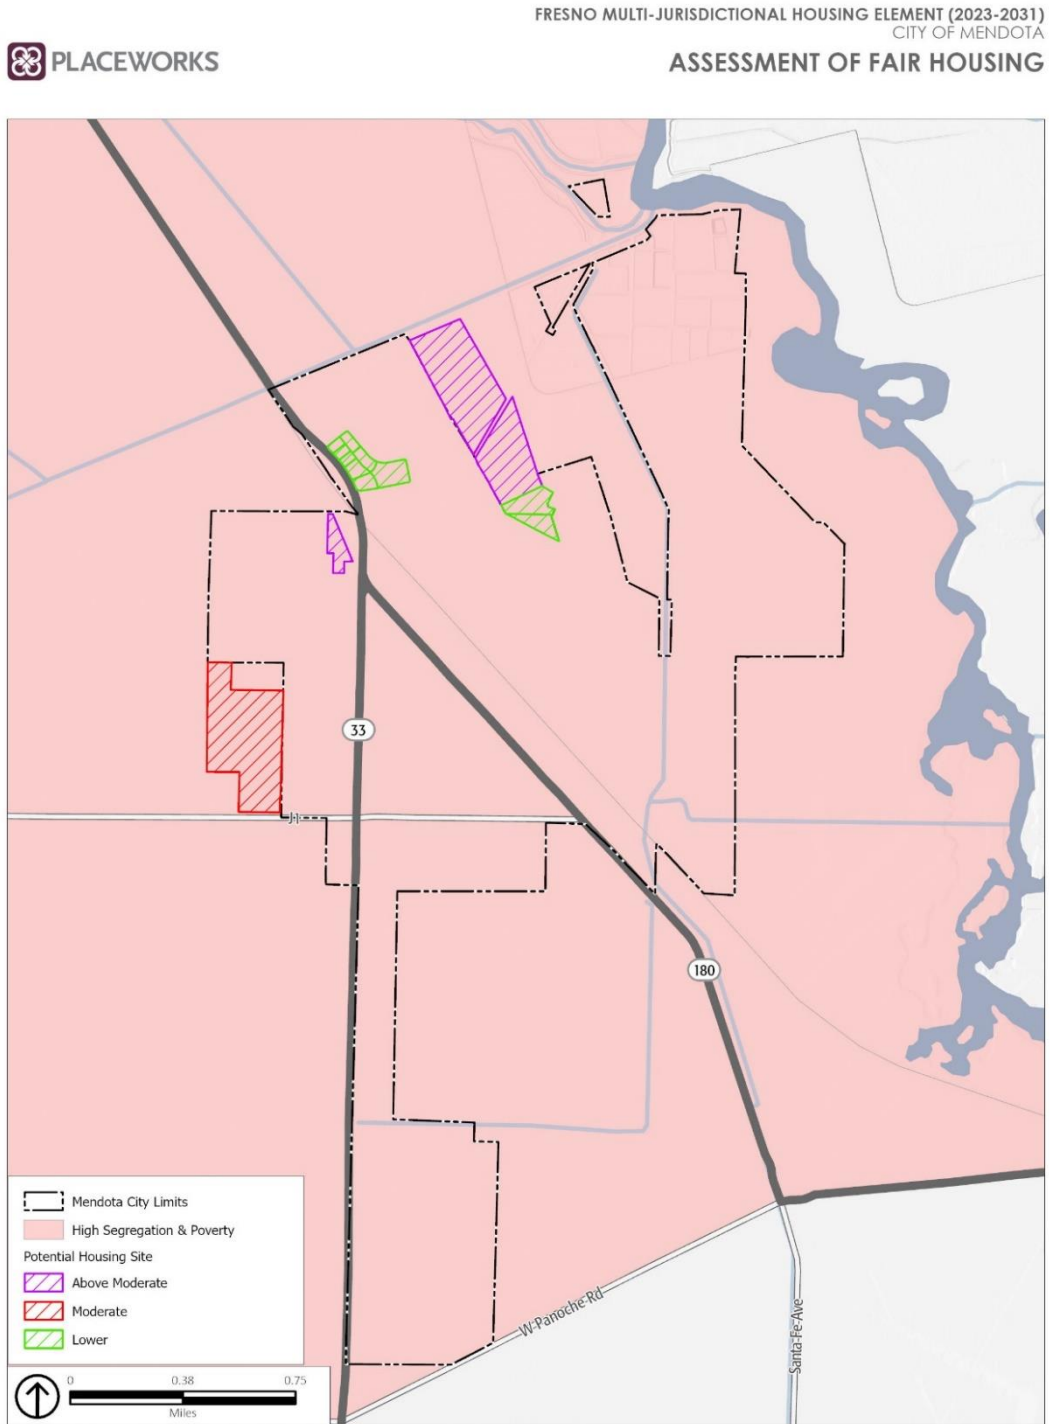 FRESNO MULTI-JURISDICTIONAL HOUSING ELEMENT (2023-2031)
CITY OF MENDOTA
PLACEWORKS
ASSESSMENT OF FAIR HOUSING
33
J1
180
W-Panoche-Rd
Santa-Fe-Ave
Mendota City Limits
High Segregation & Poverty
Potential Housing Site
Above Moderate
Moderate
Lower
0 0.38 0.75
Miles